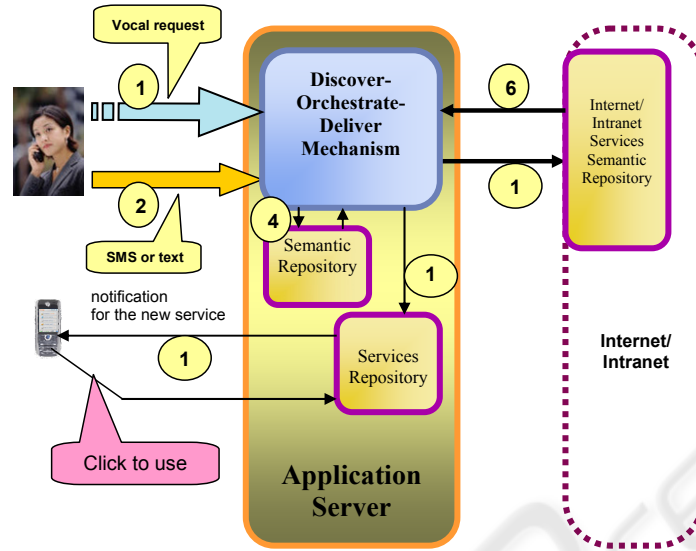 Vocal request
1
Discover-
Orchestrate-
Deliver
Mechanism
6
Internet/
Intranet
Services
Semantic
Repository
2
1
SMS or text
4
Semantic
Repository
1
notification
for the new service
1
Services
Repository
Internet/
Intranet
Click to use
Application
Server